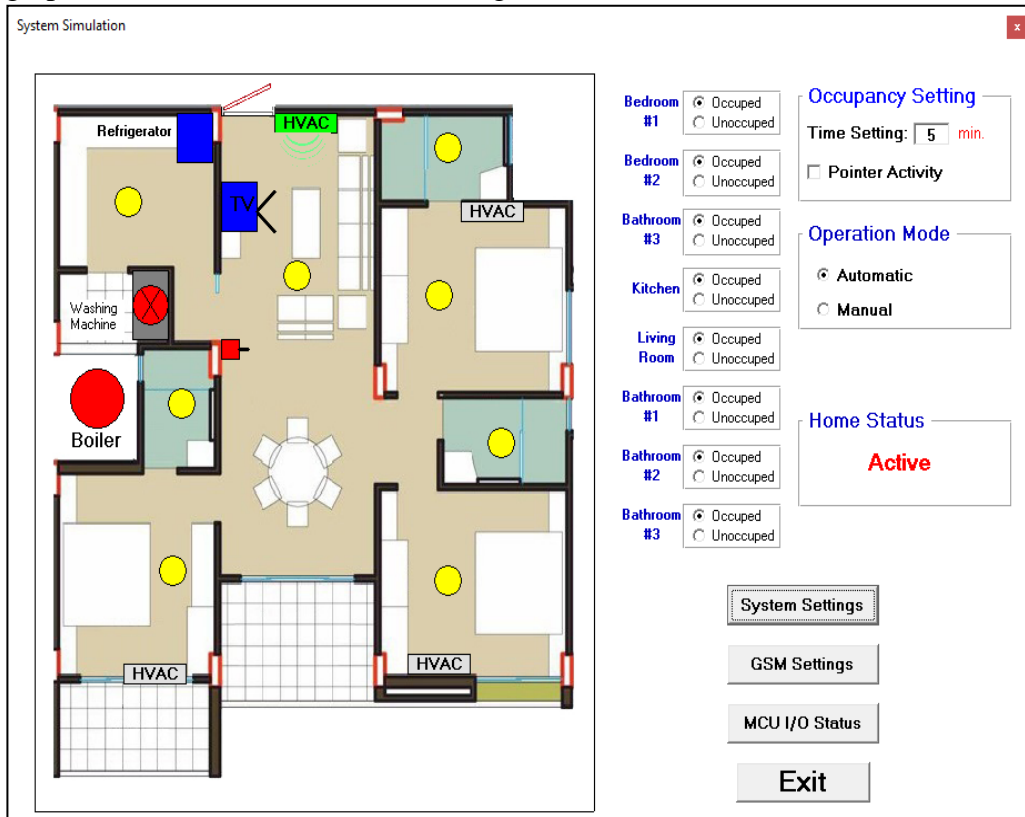 System Simulation
x
Refrigerator
HVAC
TV
HVAC
Washing
Machine
Boiler
HVAC
HVAC
Bedroom
#1
Occuped
Unoccuped
Bedroom
#2
Occuped
Unoccuped
Bathroom
#3
Occuped
Unoccuped
Kitchen
Occuped
Unoccuped
Living
Room
Occuped
Unoccuped
Bathroom
#1
Occuped
Unoccuped
Bathroom
#2
Occuped
Unoccuped
Bathroom
#3
Occuped
Unoccuped
Occupancy Setting
Time Setting: 5 min.
Pointer Activity
Operation Mode
Automatic
Manual
Home Status
Active
System Settings
GSM Settings
MCU I/O Status
Exit